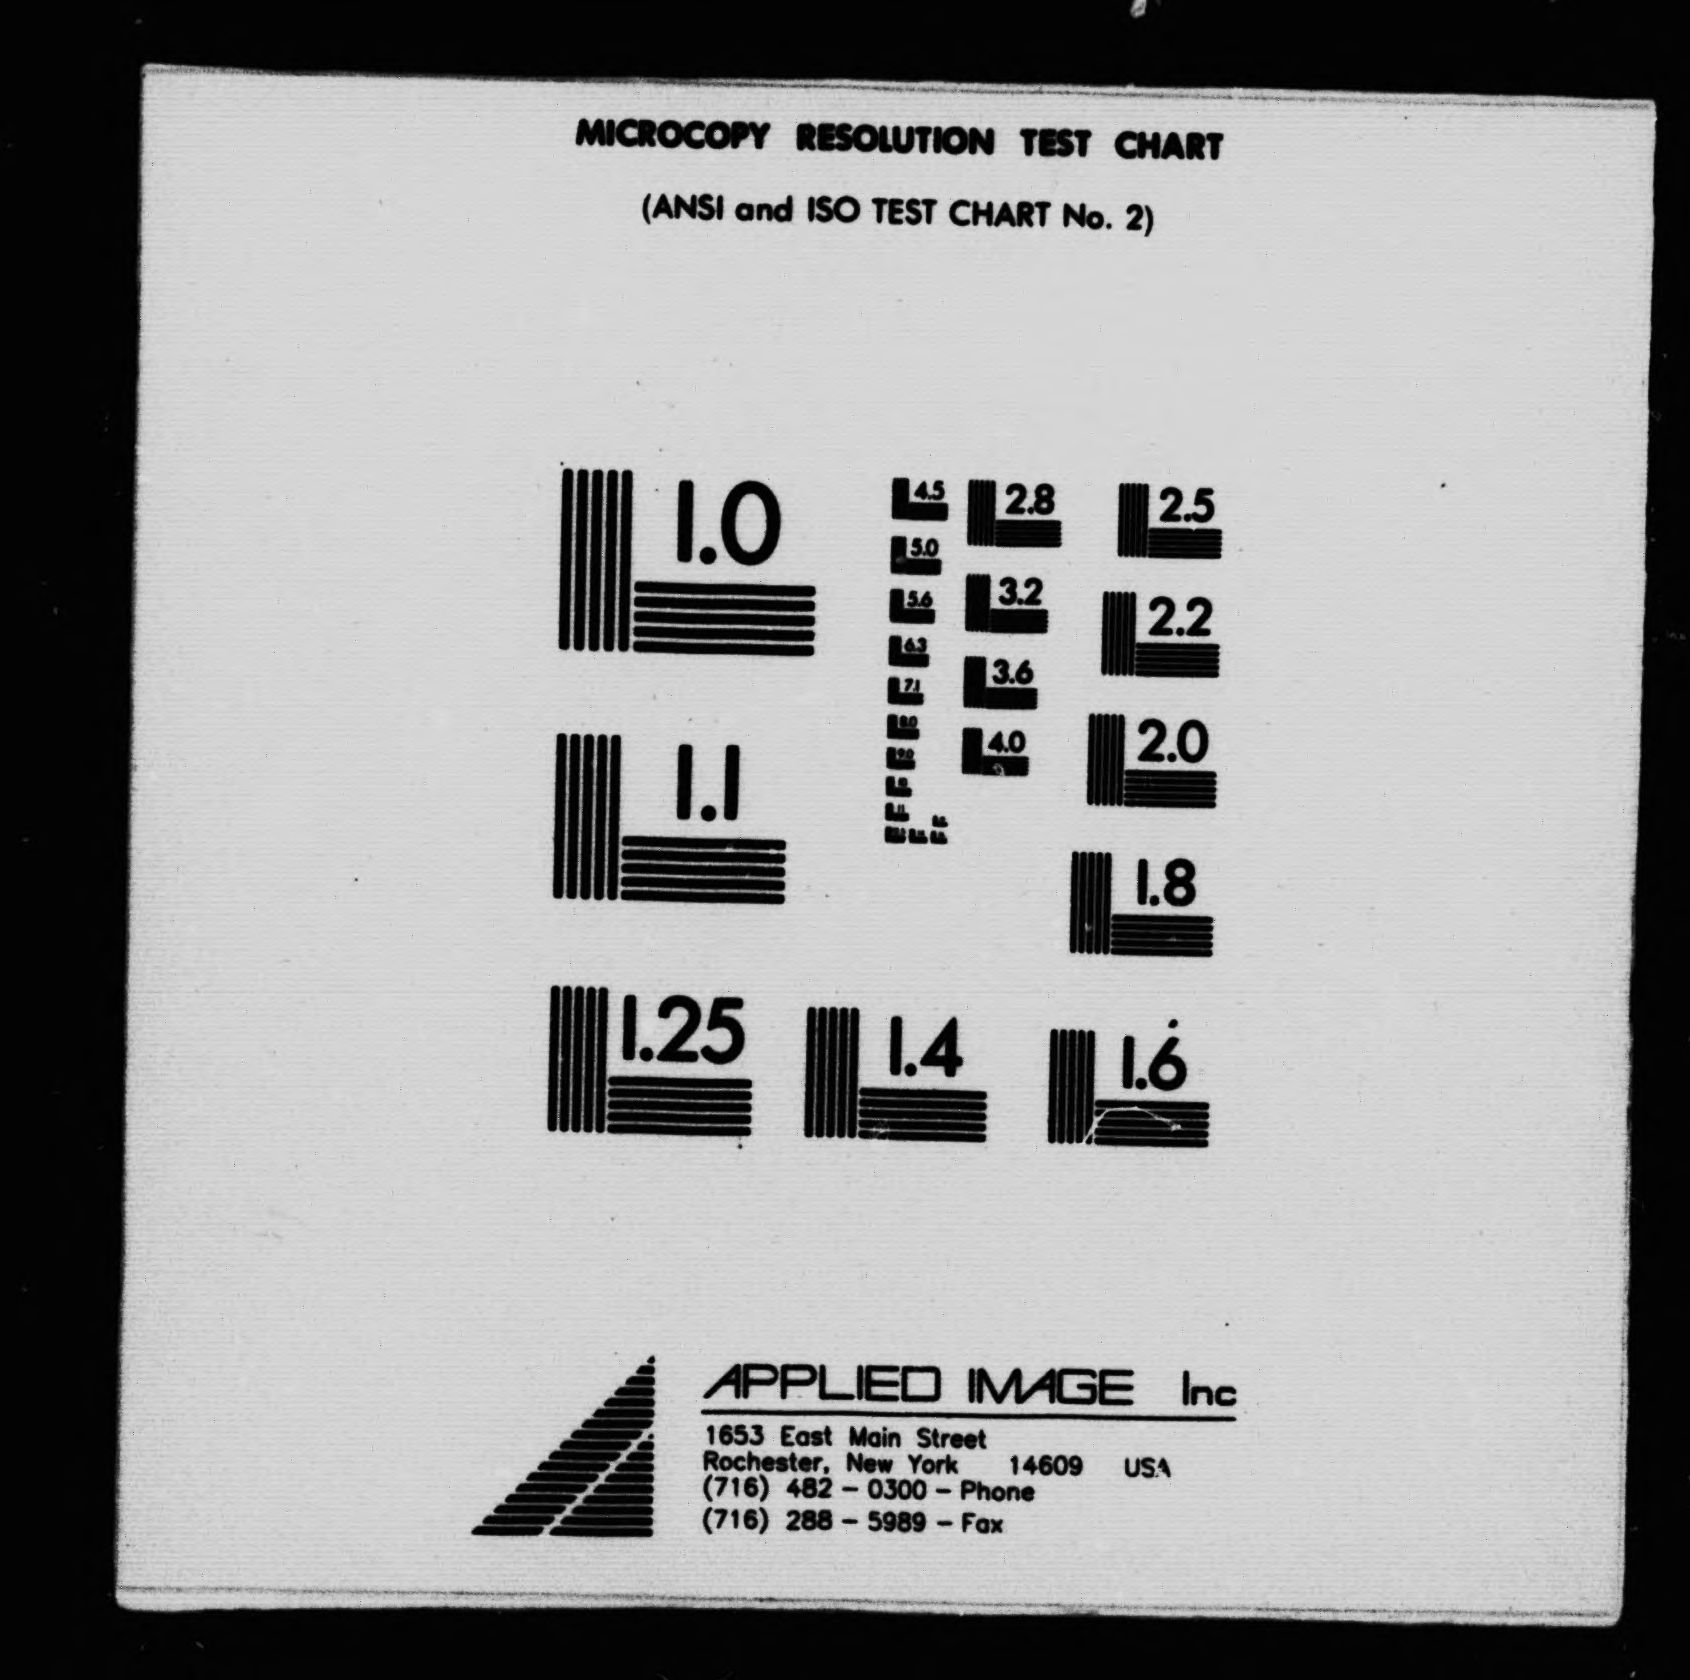 MICROCOPY RESOLUTION TEST CHART
(ANSI and ISO TEST CHART No. 2)
1.0
1.1
1.25
1.4
1.6
1.8
2.0
2.2
2.5
2.8
3.2
3.6
4.0
4.5
5.0
5.6
6.3
7.1
8.0
9.0
APPLIED IMAGE Inc
1653 East Main Street
Rochester, New York 14609 USA
(716) 482 - 0300 - Phone
(716) 288 - 5989 - Fax